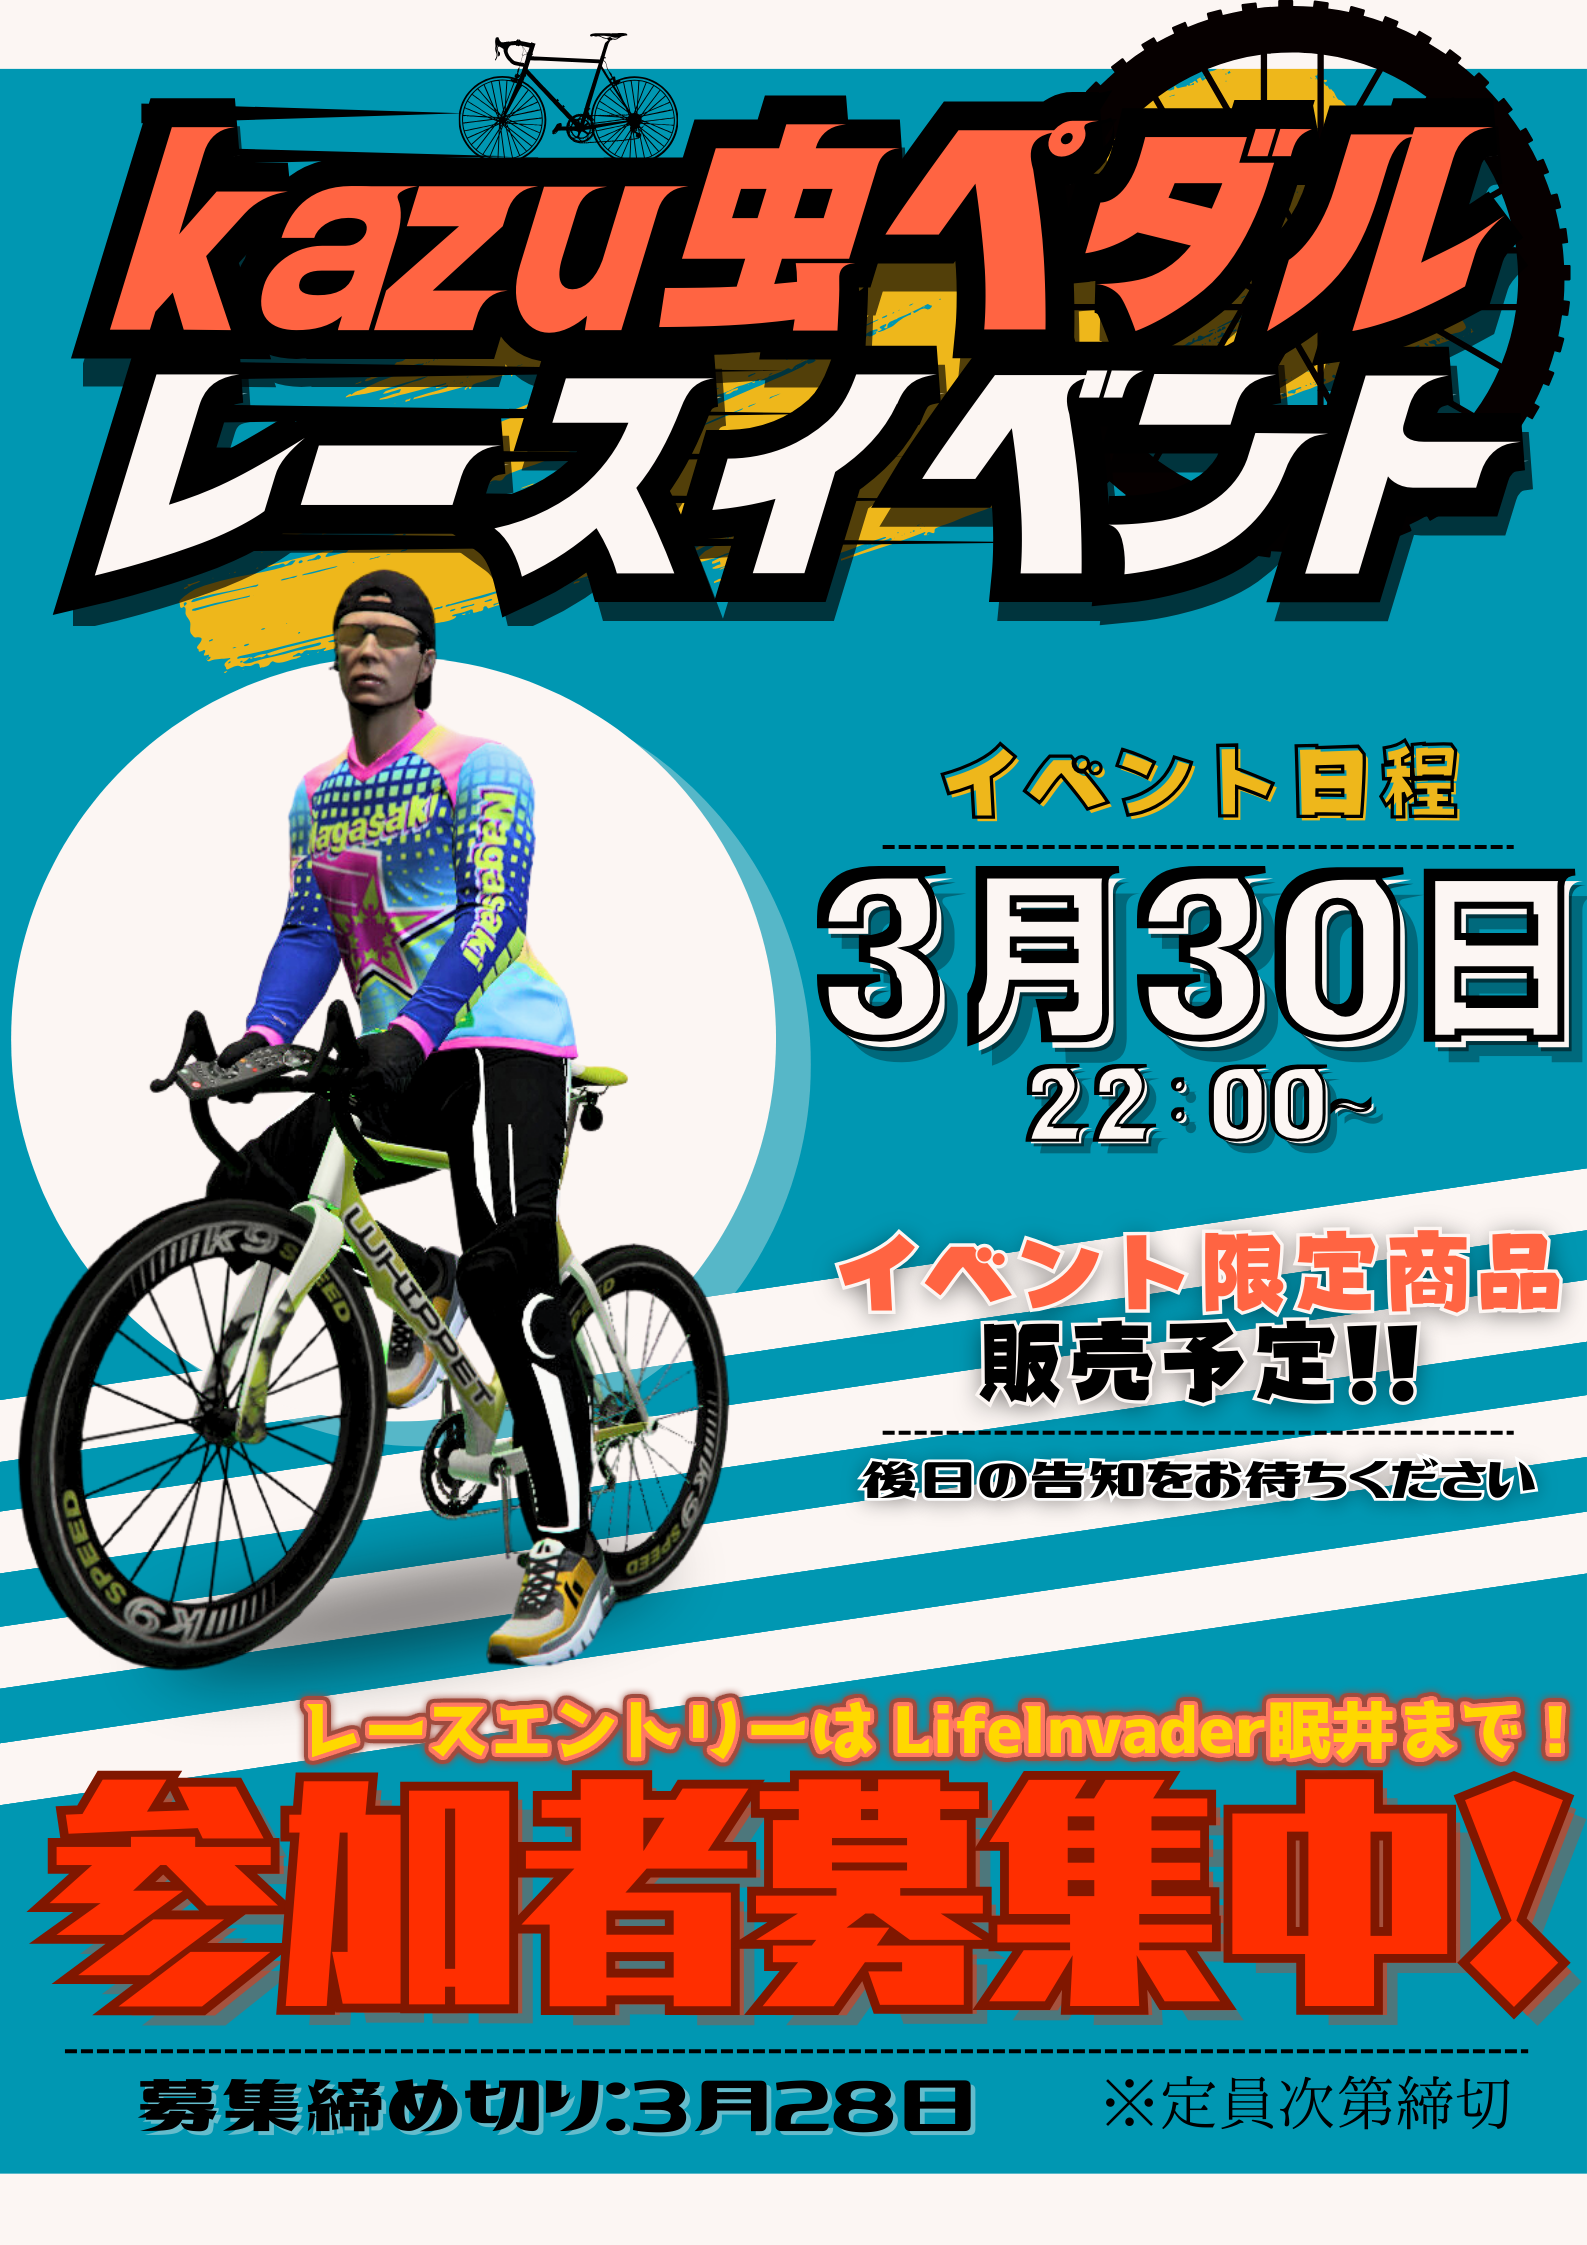 kazu虫ペダル
レースイベント
イベント日程
3月30日
22:00~
Nagasaki
Nagasaki
イベント限定商品
販売予定!!
後日の告知をお待ちください
WHIPPET
K9 SPEED
K9 SPEED
K9 SPEED
レースエントリーは LifeInvader眠井まで！
参加者募集中！
募集締め切り:3月28日
※定員次第締切